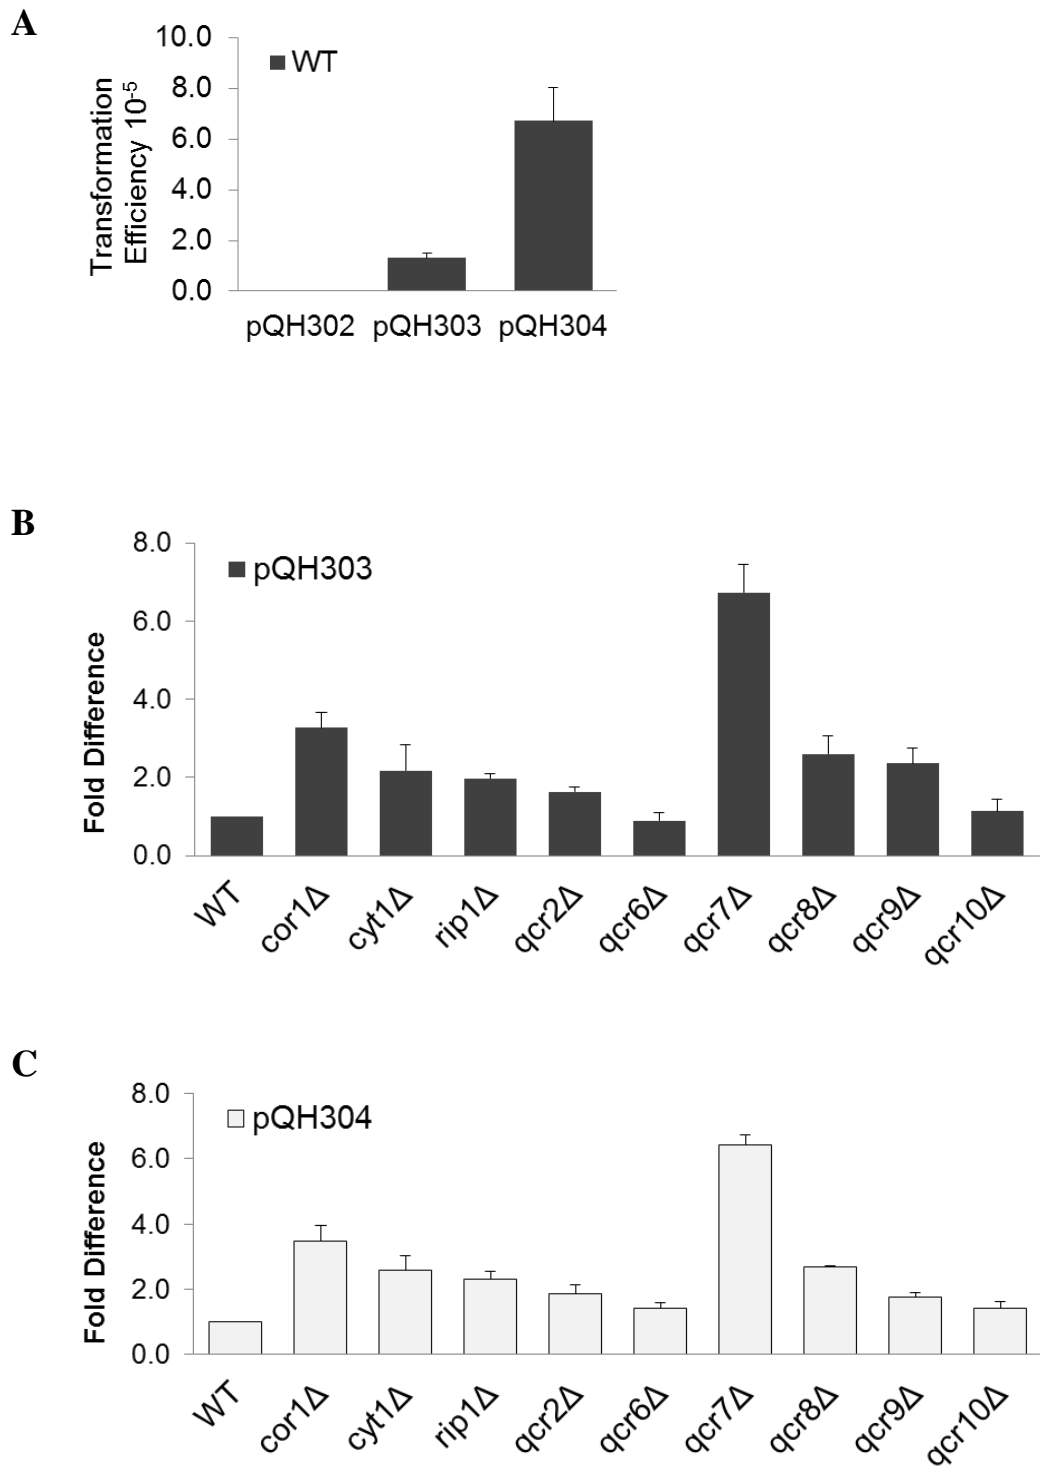 A
10.0
8.0
6.0
4.0
2.0
0.0
Transformation
Efficiency 10-5
WT
pQH302 pQH303 pQH304
B
8.0
6.0
4.0
2.0
0.0
Fold Difference
pQH303
WT cor1Δ cyt1Δ rip1Δ qcr2Δ qcr6Δ qcr7Δ qcr8Δ qcr9Δ qcr10Δ
C
8.0
6.0
4.0
2.0
0.0
Fold Difference
pQH304
WT cor1Δ cyt1Δ rip1Δ qcr2Δ qcr6Δ qcr7Δ qcr8Δ qcr9Δ qcr10Δ